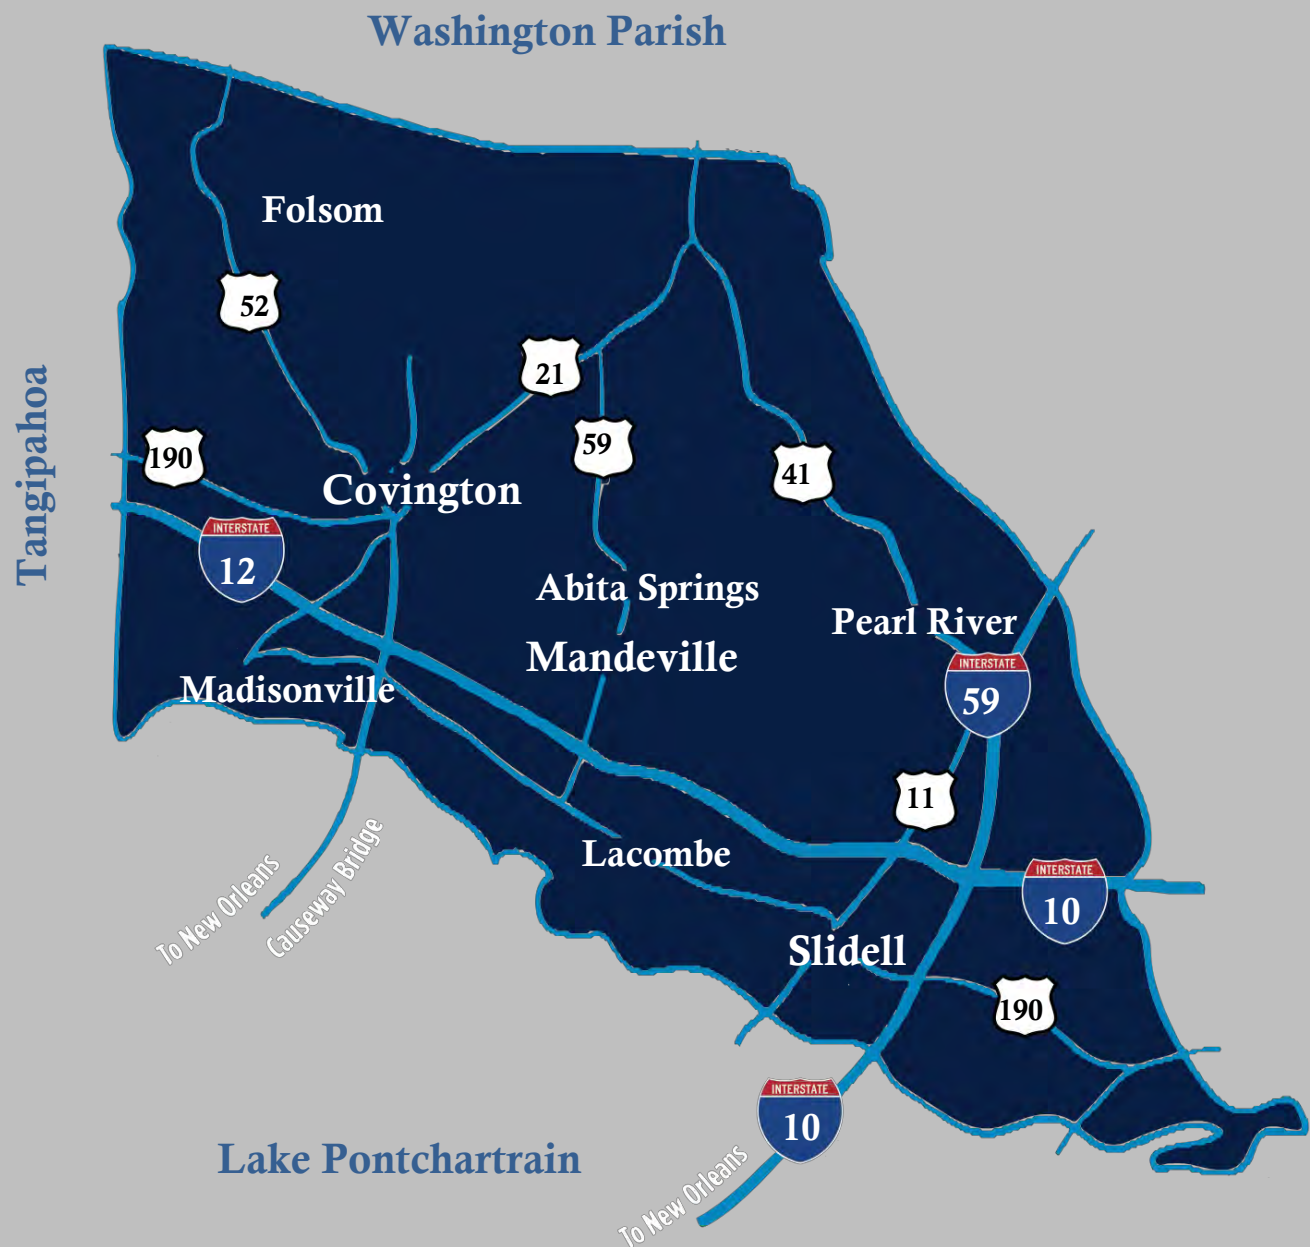 Washington Parish
Folsom
52
21
Tangipahoa
59
190
41
Covington
INTERSTATE
12
Abita Springs
Pearl River
Mandeville
INTERSTATE
59
Madisonville
11
Lacombe
To New Orleans
Causeway Bridge
INTERSTATE
10
Slidell
190
INTERSTATE
10
Lake Pontchartrain
To New Orleans